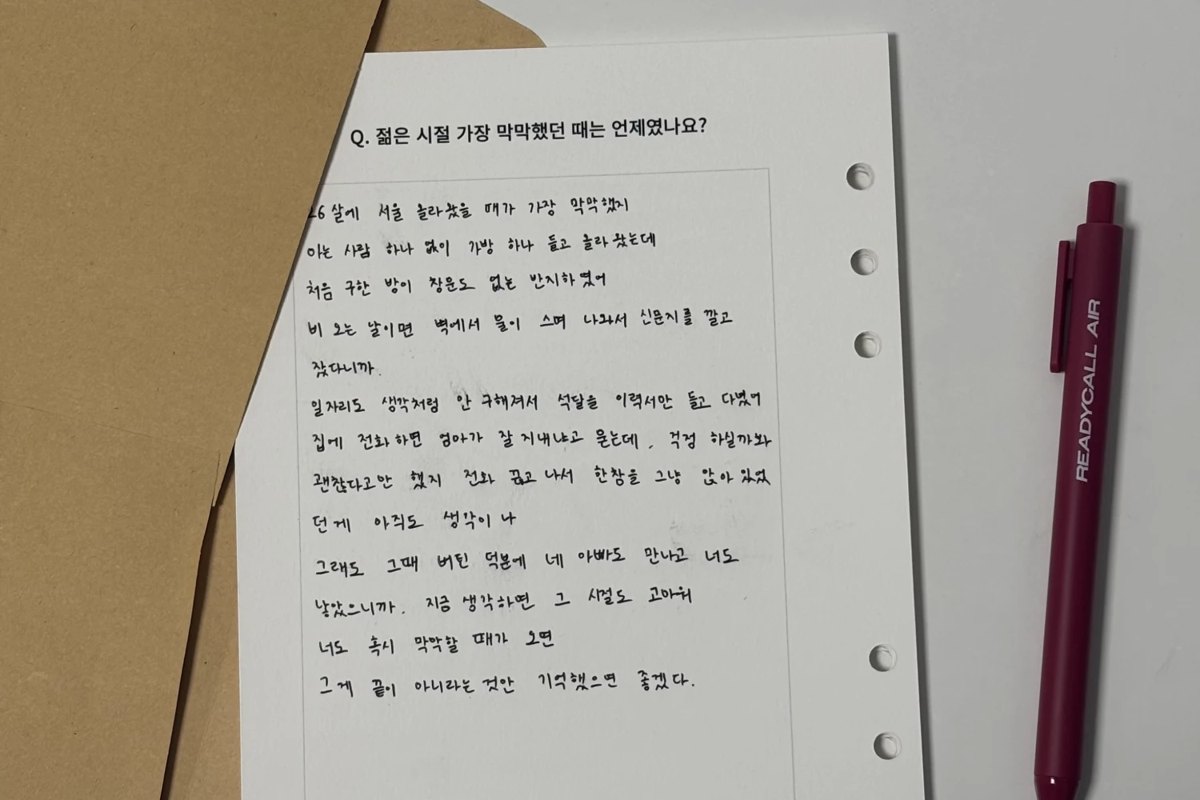 Q. 젊은 시절 가장 막막했던 때는 언제였나요?
26살에 서울 올라왔을 때가 가장 막막했지
아는 사람 하나 없이 가방 하나 들고 올라왔는데
처음 구한 방이 창문도 없는 반지하였어
비 오는 날이면 벽에서 물이 스며 나와서 신문지를 깔고
잤다니까.
일자리도 생각처럼 안 구해져서 석달을 이력서만 들고 다녔어
집에 전화하면 엄마가 잘 지내냐고 묻는데, 걱정 하실까봐
괜찮다고만 했지 전화 끊고 나서 한참을 그냥 앉아 있었
던 게 아직도 생각이 나
그래도 그때 버틴 덕분에 네 아빠도 만나고 너도
낳았으니까. 지금 생각하면 그 시절도 고마워
너도 혹시 막막할 때가 오면
그게 끝이 아니라는 것만 기억했으면 좋겠다.
READYCALL AIR